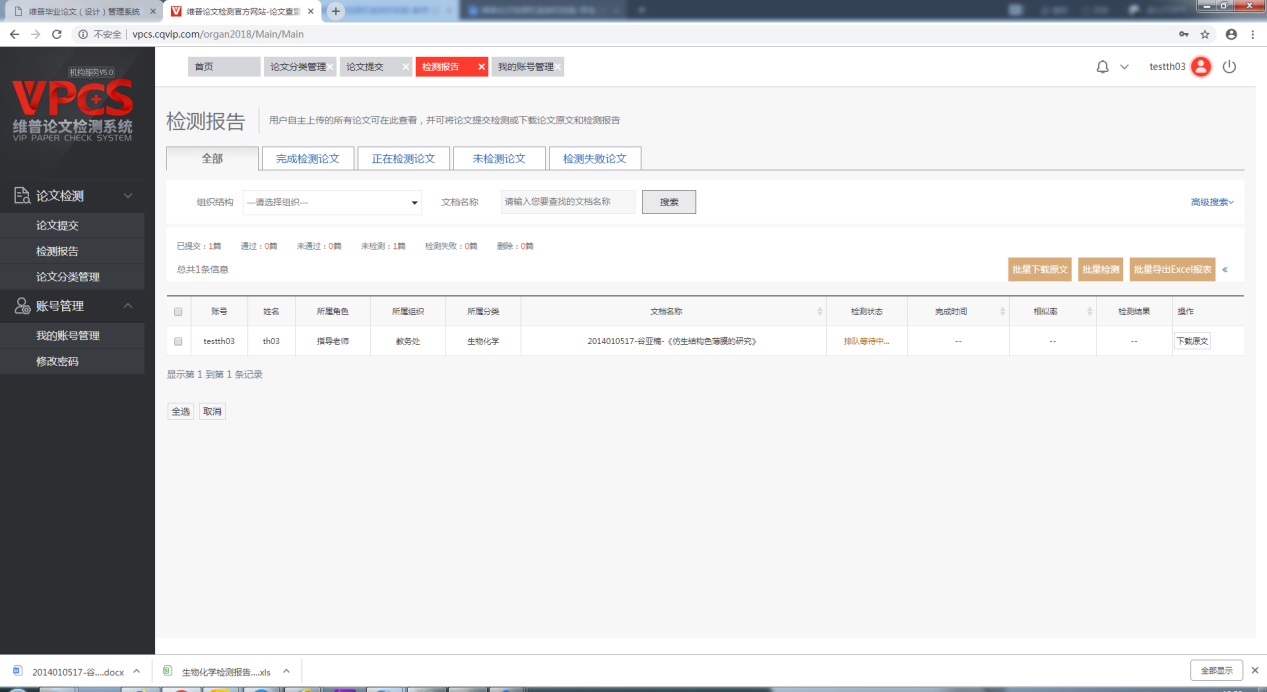 维普毕业论文（设计）管理系统 × 维普论文检测官方网站-论文查重 ×
不安全 | vpcs.cqvip.com/organ2018/Main/Main
机构服务V5.0
VPCS
维普论文检测系统
VIP PAPER CHECK SYSTEM
首页 论文分类管理× 论文提交 × 检测报告 × 我的账号管理×
testth03
检测报告 用户自主上传的所有论文可在此查看，并可将论文提交检测或下载论文原文和检测报告
全部 完成检测论文 正在检测论文 未检测论文 检测失败论文
论文检测
论文提交
检测报告
论文分类管理
账号管理
我的账号管理
修改密码
组织结构 ---请选择组织--- 文档名称 请输入您要查找的文档名称 搜索 高级搜索
已提交：1篇 通过：0篇 未通过：0篇 未检测：1篇 检测失败：0篇 删除：0篇
总共1条信息 批量下载原文 批量检测 批量导出Excel报表 «
账号 姓名 所属角色 所属组织 所属分类 文档名称 检测状态 完成时间 相似率 检测结果 操作
testth03 th03 指导老师 教务处 生物化学 2014010517-谷亚楠-《仿生结构色薄膜的研究》 排队等待中... -- -- -- 下载原文
显示第 1 到第 1 条记录
全选 取消
2014010517-谷....docx 生物化学检测报告....xls 全部显示 ×